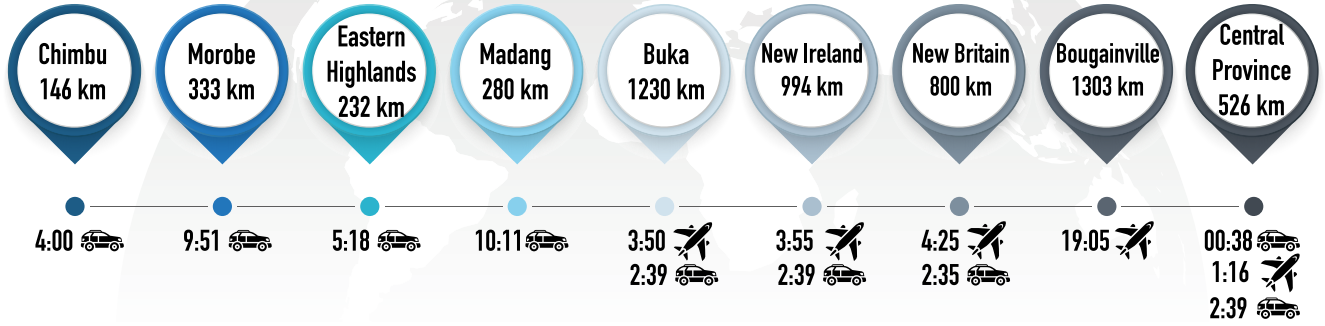 Chimbu
146 km
Morobe
333 km
Eastern
Highlands
232 km
Madang
280 km
Buka
1230 km
New Ireland
994 km
New Britain
800 km
Bougainville
1303 km
Central
Province
526 km
4:00
9:51
5:18
10:11
3:50
2:39
3:55
2:39
4:25
2:35
19:05
00:38
1:16
2:39